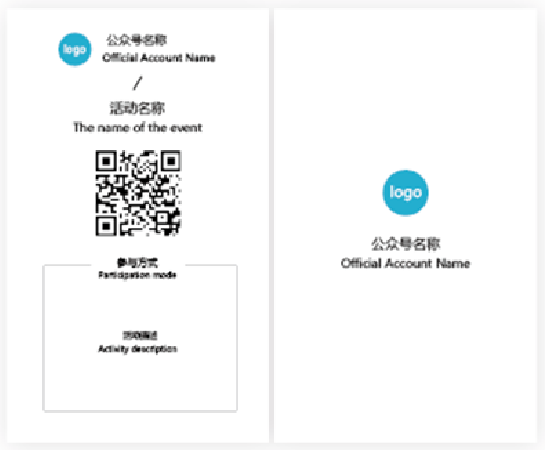 logo
公众号名称
Official Account Name
/
活动名称
The name of the event
参与方式
Participation mode
活动描述
Activity description
logo
公众号名称
Official Account Name